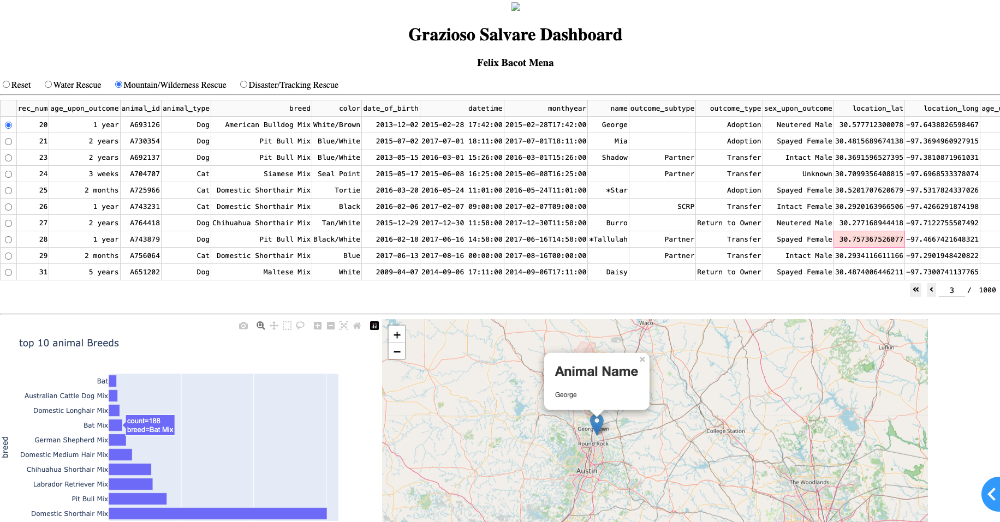 Grazioso Salvare Dashboard
Felix Bacot Mena
Reset Water Rescue Mountain/Wilderness Rescue Disaster/Tracking Rescue
rec_num age_upon_outcome animal_id animal_type breed color date_of_birth datetime monthyear name outcome_subtype outcome_type sex_upon_outcome location_lat location_long age_u
20 1 year A693126 Dog American Bulldog Mix White/Brown 2013-12-02 2015-02-28 17:42:00 2015-02-28T17:42:00 George Adoption Neutered Male 30.577712300078 -97.6438826598467
21 2 years A730354 Dog Pit Bull Mix Blue/White 2015-07-02 2017-07-01 18:11:00 2017-07-01T18:11:00 Mia Adoption Spayed Female 30.4815689674138 -97.3694960927915
23 2 years A692137 Dog Pit Bull Mix Blue/White 2013-05-15 2016-03-01 15:26:00 2016-03-01T15:26:00 Shadow Partner Transfer Intact Male 30.3691596527395 -97.3810871961031
24 3 weeks A704707 Cat Siamese Mix Seal Point 2015-05-17 2015-06-08 16:25:00 2015-06-08T16:25:00 Partner Transfer Unknown 30.7099356408815 -97.6968533378074
25 2 months A725966 Cat Domestic Shorthair Mix Tortie 2016-03-20 2016-05-24 11:01:00 2016-05-24T11:01:00 *Star Adoption Spayed Female 30.5201707620679 -97.5317824337026
26 1 year A743231 Cat Domestic Shorthair Mix Black 2016-02-06 2017-02-07 09:00:00 2017-02-07T09:00:00 SCRP Transfer Intact Female 30.2920163966506 -97.4266291874198
27 2 years A764418 Dog Chihuahua Shorthair Mix Tan/White 2015-12-29 2017-12-30 11:58:00 2017-12-30T11:58:00 Burro Return to Owner Neutered Male 30.277168944418 -97.7122755507492
28 1 year A743879 Dog Pit Bull Mix Black/White 2016-02-18 2017-06-16 14:58:00 2017-06-16T14:58:00 *Tallulah Partner Transfer Spayed Female 30.757367526077 -97.4667421648321
29 2 months A756064 Cat Domestic Shorthair Mix Blue 2017-06-13 2017-08-16 00:00:00 2017-08-16T00:00:00 Partner Transfer Intact Male 30.2934116611166 -97.2901948420822
31 5 years A651202 Dog Maltese Mix White 2009-04-07 2014-09-06 17:11:00 2014-09-06T17:11:00 Daisy Return to Owner Spayed Female 30.4874006446211 -97.7300741137765
3 / 1000
top 10 animal Breeds
breed
Bat
Australian Cattle Dog Mix
Domestic Longhair Mix
Bat Mix
count=188
breed=Bat Mix
German Shepherd Mix
Domestic Medium Hair Mix
Chihuahua Shorthair Mix
Labrador Retriever Mix
Pit Bull Mix
Domestic Shorthair Mix
+
−
Waco
Lufkin
×
Animal Name
George
Georgetown
College Station
Round Rock
Austin
The Woodlands